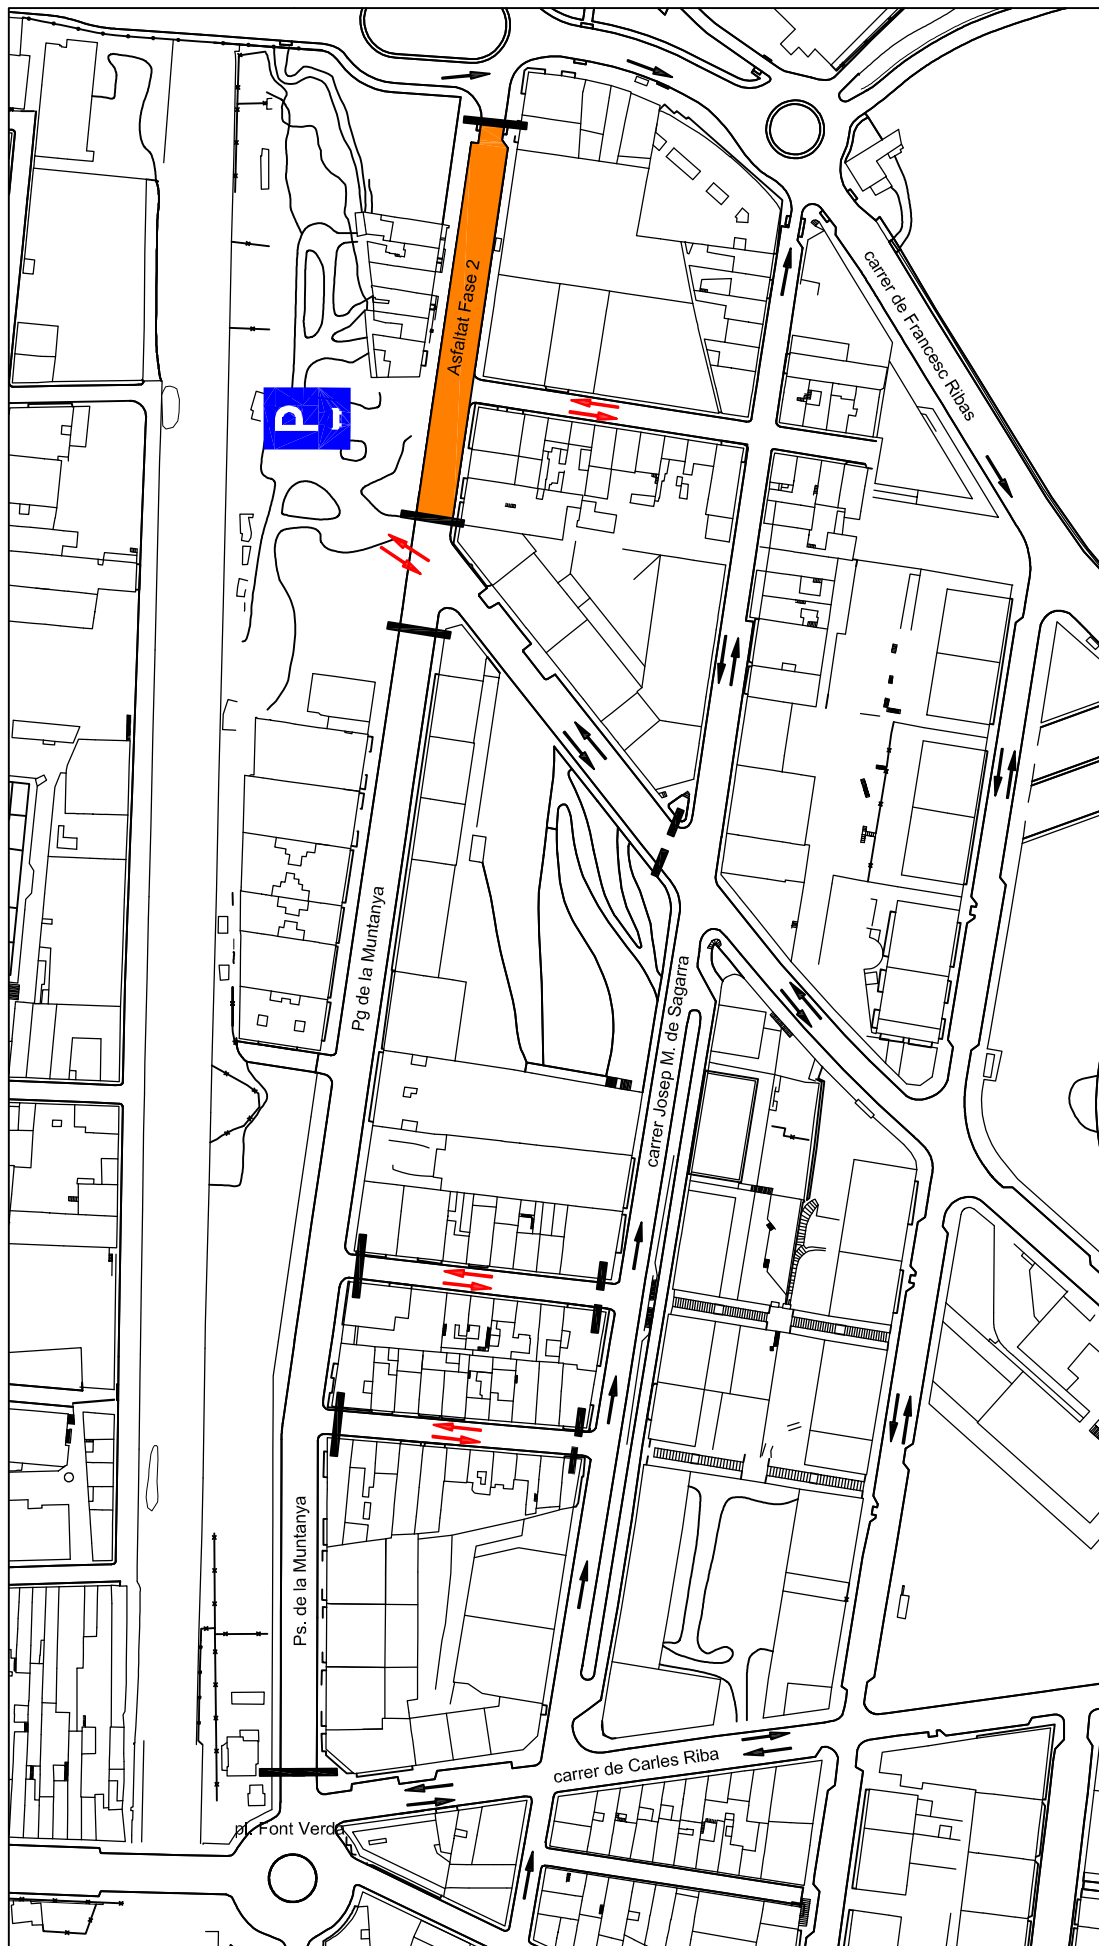 Asfaltat Fase 2
carrer de Francesc Ribas
P
Pg de la Muntanya
carrer Josep M. de Sagarra
Ps. de la Muntanya
carrer de Carles Riba
pl. Font Verda